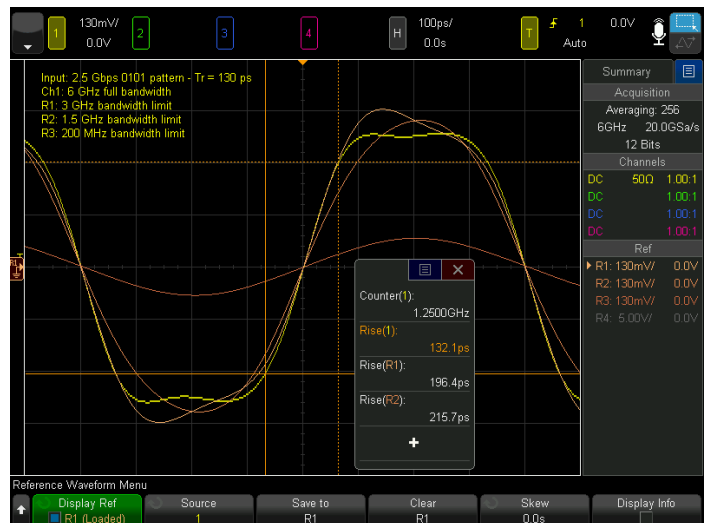 1 130mV/ 0.0V
2
3
4
H 100ps/ 0.0s
T 1 0.0V Auto
Input: 2.5 Gbps 0101 pattern - Tr = 130 ps
Ch1: 6 GHz full bandwidth
R1: 3 GHz bandwidth limit
R2: 1.5 GHz bandwidth limit
R3: 200 MHz bandwidth limit
R1
T
Counter(1):
1.2500GHz
Rise(1):
132.1ps
Rise(R1):
196.4ps
Rise(R2):
215.7ps
Summary
Acquisition
Averaging: 256
6GHz 20.0GSa/s
12 Bits
Channels
DC 50Ω 1.00:1
DC 1.00:1
DC 1.00:1
DC 1.00:1
Ref
R1: 130mV/ 0.0V
R2: 130mV/ 0.0V
R3: 130mV/ 0.0V
R4: 5.00V/ 0.0V
Reference Waveform Menu
Display Ref
R1 (Loaded)
Source
1
Save to
R1
Clear
R1
Skew
0.0s
Display Info